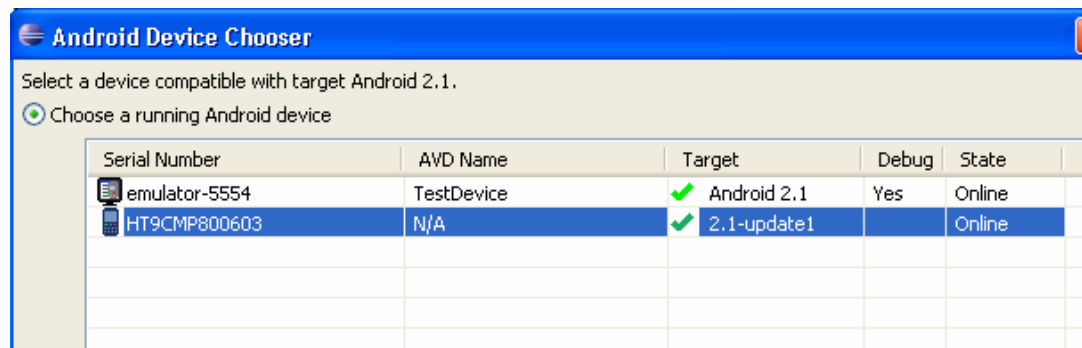 Android Device Chooser
Select a device compatible with target Android 2.1.
Choose a running Android device
Serial Number AVD Name Target Debug State
emulator-5554 TestDevice Android 2.1 Yes Online
HT9CMP800603 N/A 2.1-update1 Online